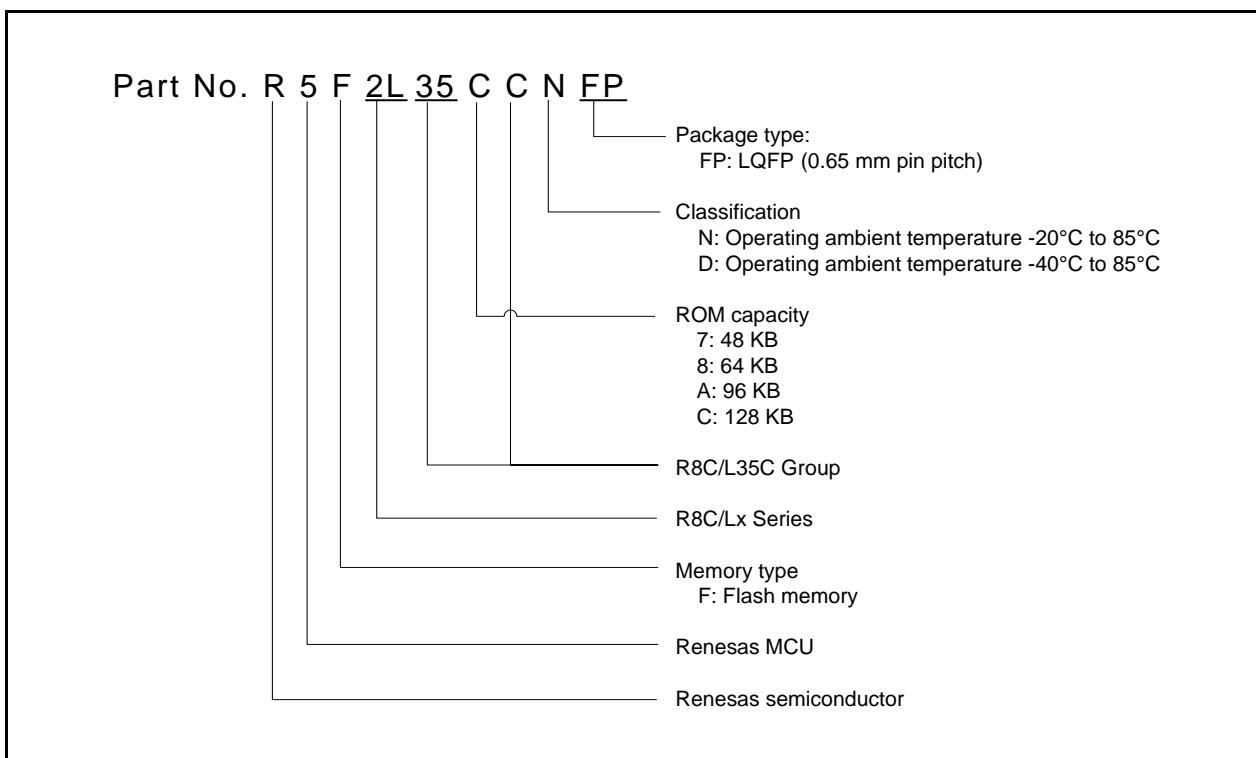 Part No. R 5 F 2L 35 C C N FP
Package type:
FP: LQFP (0.65 mm pin pitch)
Classification
N: Operating ambient temperature -20°C to 85°C
D: Operating ambient temperature -40°C to 85°C
ROM capacity
7: 48 KB
8: 64 KB
A: 96 KB
C: 128 KB
R8C/L35C Group
R8C/Lx Series
Memory type
F: Flash memory
Renesas MCU
Renesas semiconductor